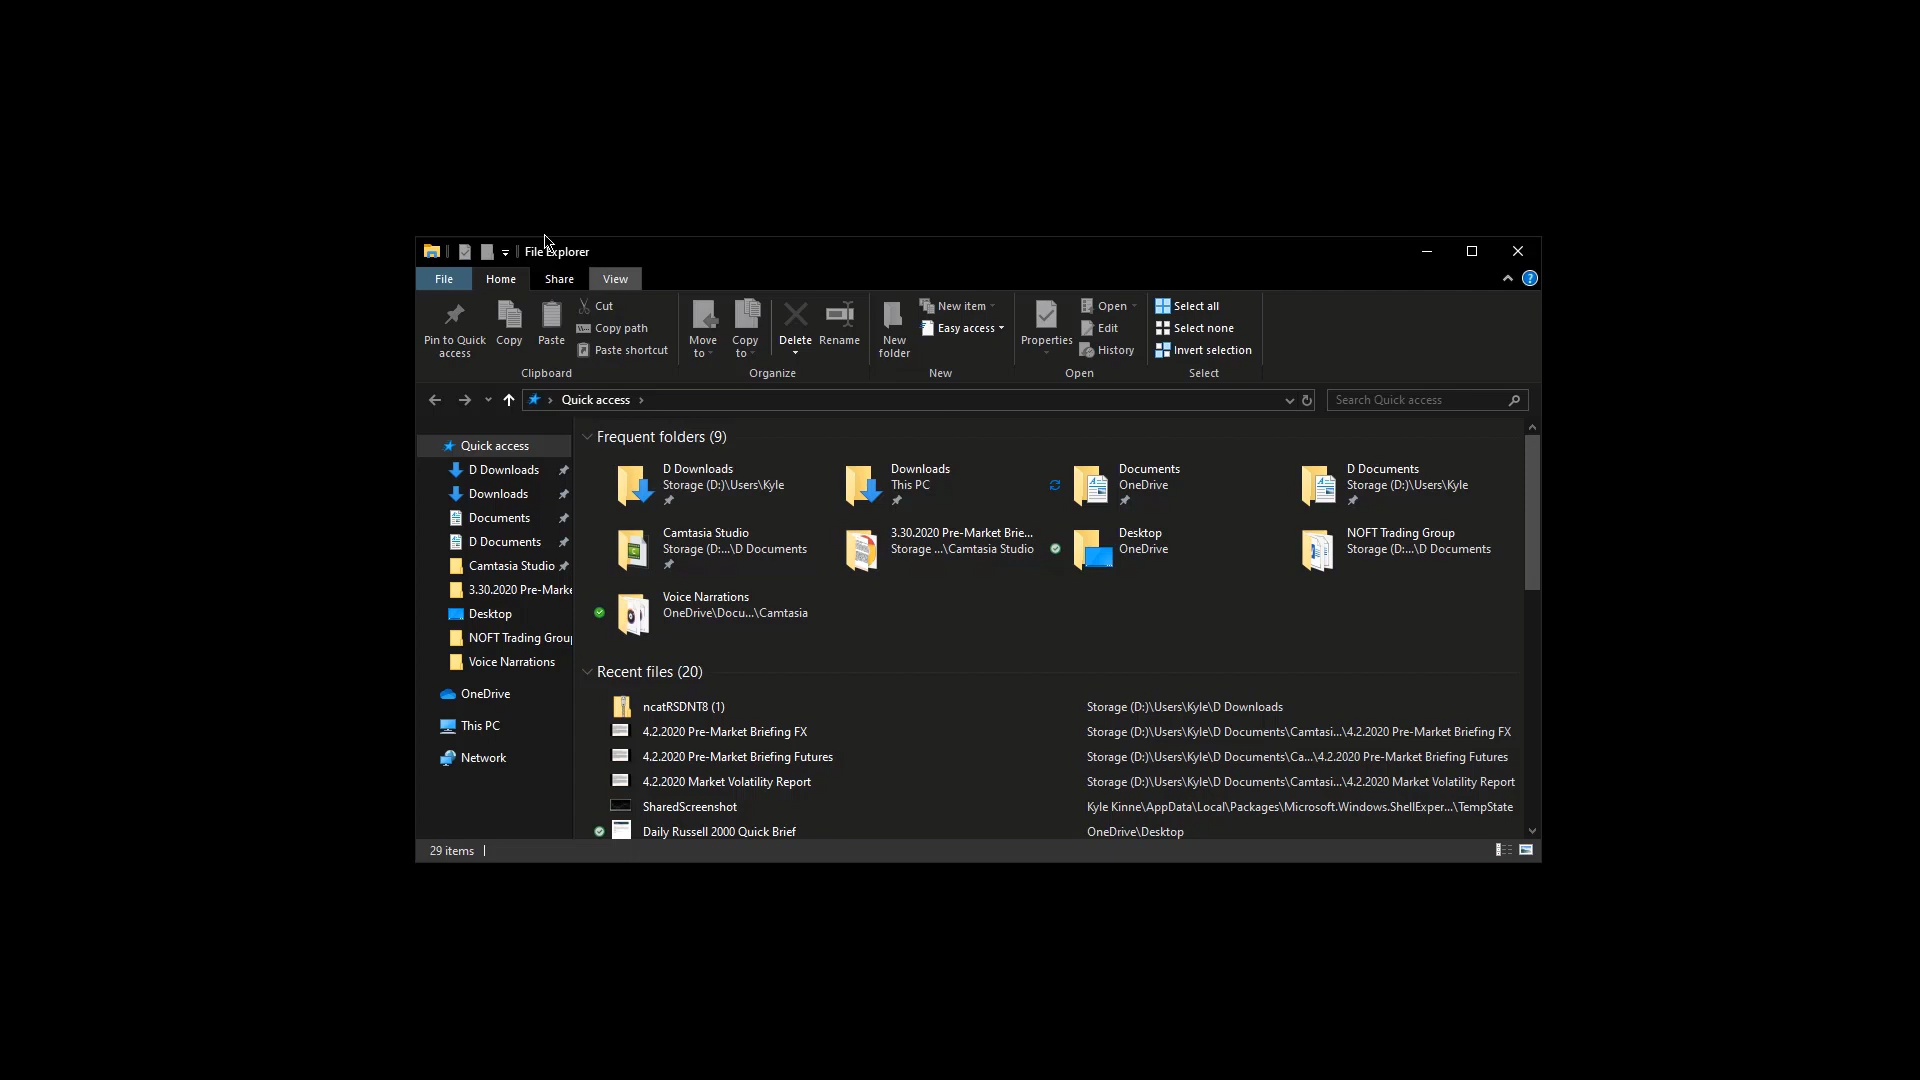 File Explorer
File Home Share View
Pin to Quick access
Copy
Paste
Cut
Copy path
Paste shortcut
Clipboard
Move to
Copy to
Delete
Rename
Organize
New folder
New item
Easy access
New
Properties
Open
Edit
History
Open
Select all
Select none
Invert selection
Select
Quick access
Search Quick access
Quick access
D Downloads
Downloads
Documents
D Documents
Camtasia Studio
3.30.2020 Pre-Marke
Desktop
NOFT Trading Group
Voice Narrations
OneDrive
This PC
Network
Frequent folders (9)
D Downloads
Storage (D:)\Users\Kyle
Downloads
This PC
Documents
OneDrive
D Documents
Storage (D:)\Users\Kyle
Camtasia Studio
Storage (D:...\D Documents
3.30.2020 Pre-Market Brie...
Storage ...\Camtasia Studio
Desktop
OneDrive
NOFT Trading Group
Storage (D:...\D Documents
Voice Narrations
OneDrive\Docu...\Camtasia
Recent files (20)
ncatRSDNT8 (1) Storage (D:)\Users\Kyle\D Downloads
4.2.2020 Pre-Market Briefing FX Storage (D:)\Users\Kyle\D Documents\Camtasi...\4.2.2020 Pre-Market Briefing FX
4.2.2020 Pre-Market Briefing Futures Storage (D:)\Users\Kyle\D Documents\Ca...\4.2.2020 Pre-Market Briefing Futures
4.2.2020 Market Volatility Report Storage (D:)\Users\Kyle\D Documents\Camtasi...\4.2.2020 Market Volatility Report
SharedScreenshot Kyle Kinne\AppData\Local\Packages\Microsoft.Windows.ShellExper...\TempState
Daily Russell 2000 Quick Brief OneDrive\Desktop
29 items